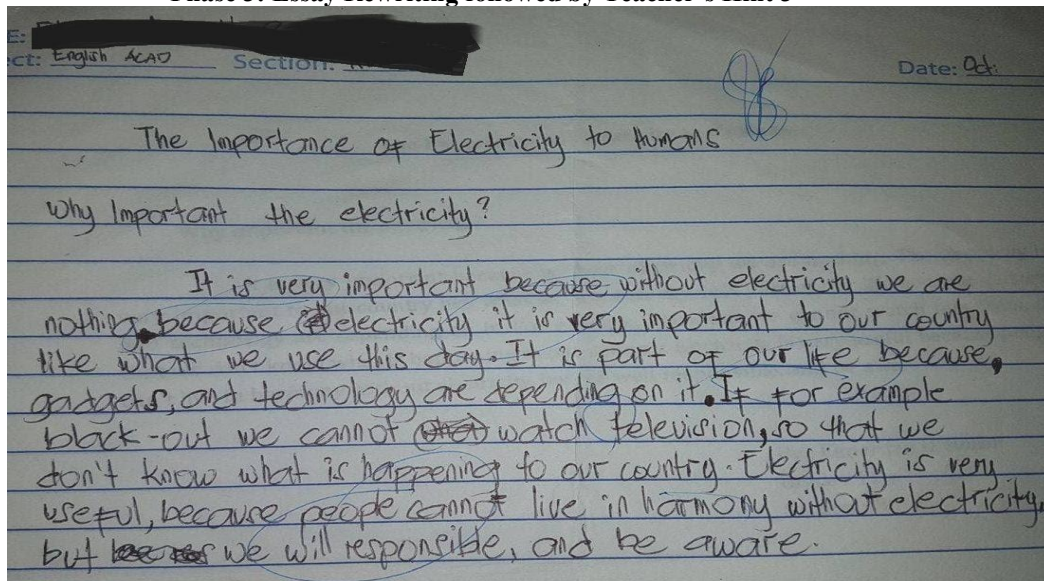 Phase 3: Essay Rewriting followed by Teacher's Hint 3
E:
ect: English ACAD Section: Date: Oct.
The Importance of Electricity to Humans
Why Important the electricity?
It is very important because without electricity we are
nothing. because electricity it is very important to our country
like what we use this day. It is part of our life because,
gadgets, and technology are depending on it. If for example
black-out we cannot watch television, so that we
don't know what is happening to our country. Electricity is very
useful, because people cannot live in harmony without electricity,
but we will responsible, and be aware.